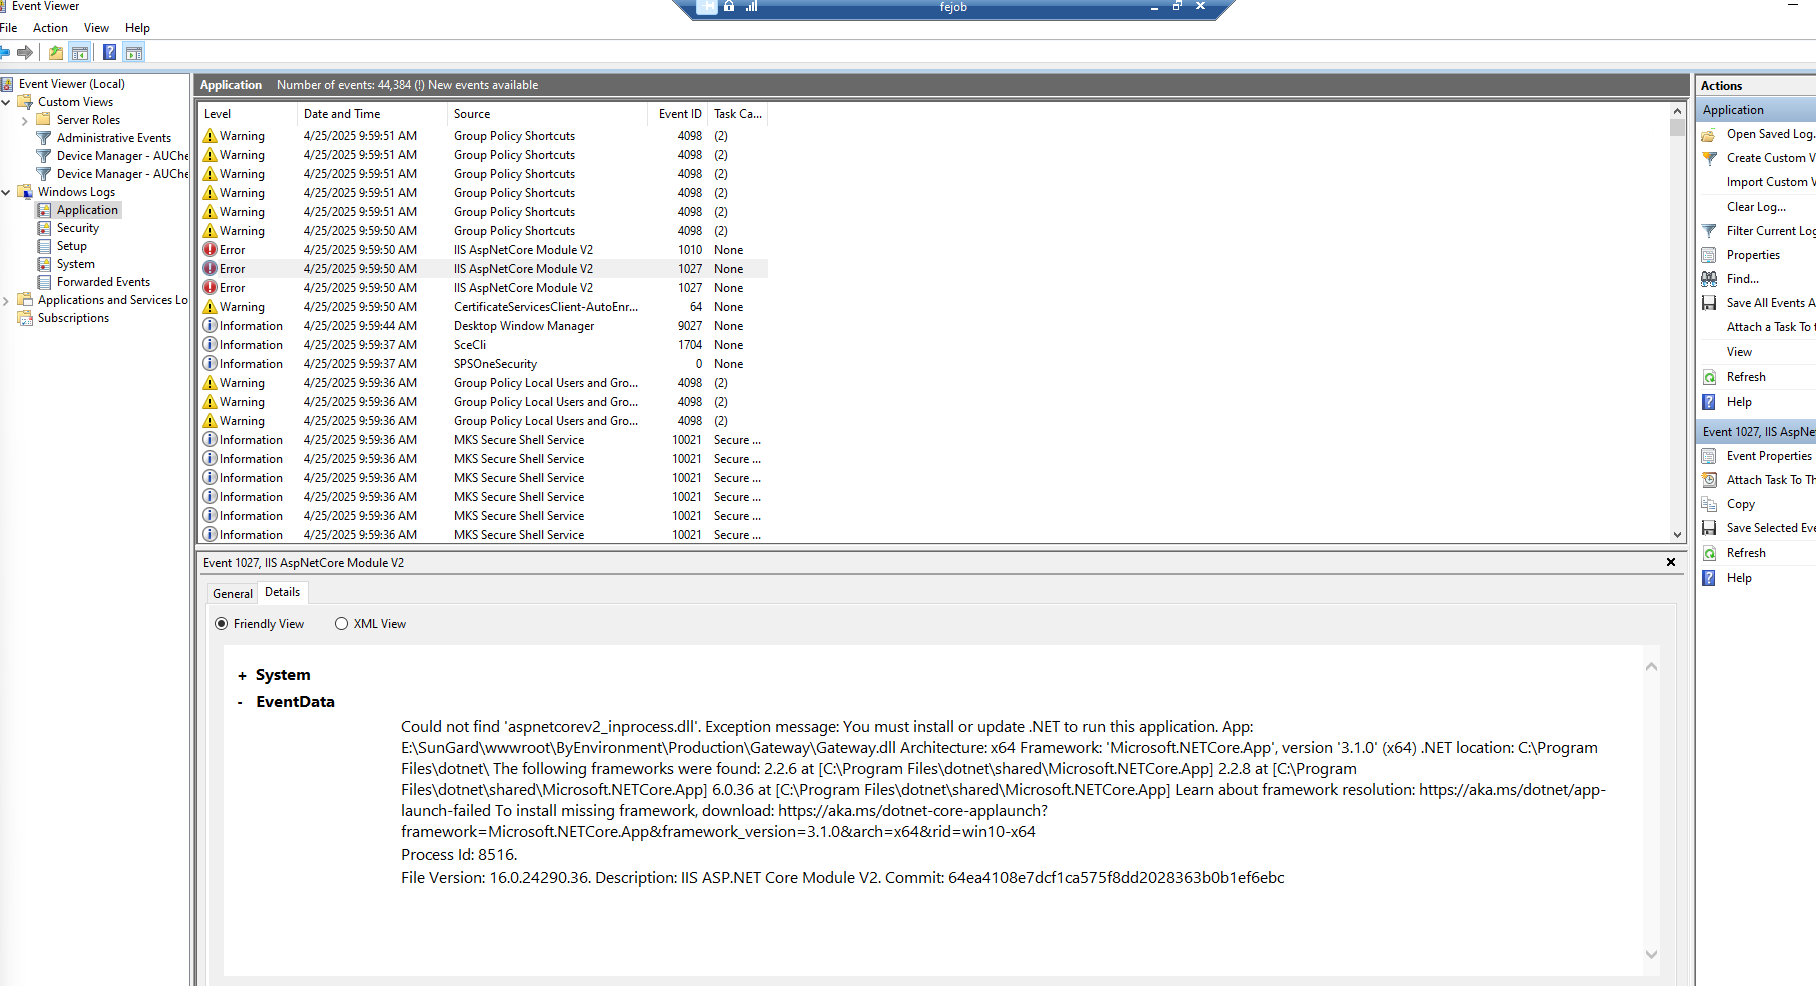 Event Viewer
fejob
File Action View Help
Event Viewer (Local)
Custom Views
Server Roles
Administrative Events
Device Manager - AUChe
Device Manager - AUChe
Windows Logs
Application
Security
Setup
System
Forwarded Events
Applications and Services Lo
Subscriptions
Application Number of events: 44,384 (!) New events available
Level Date and Time Source Event ID Task Ca...
Warning 4/25/2025 9:59:51 AM Group Policy Shortcuts 4098 (2)
Warning 4/25/2025 9:59:51 AM Group Policy Shortcuts 4098 (2)
Warning 4/25/2025 9:59:51 AM Group Policy Shortcuts 4098 (2)
Warning 4/25/2025 9:59:51 AM Group Policy Shortcuts 4098 (2)
Warning 4/25/2025 9:59:51 AM Group Policy Shortcuts 4098 (2)
Warning 4/25/2025 9:59:50 AM Group Policy Shortcuts 4098 (2)
Error 4/25/2025 9:59:50 AM IIS AspNetCore Module V2 1010 None
Error 4/25/2025 9:59:50 AM IIS AspNetCore Module V2 1027 None
Error 4/25/2025 9:59:50 AM IIS AspNetCore Module V2 1027 None
Warning 4/25/2025 9:59:50 AM CertificateServicesClient-AutoEnr... 64 None
Information 4/25/2025 9:59:44 AM Desktop Window Manager 9027 None
Information 4/25/2025 9:59:37 AM SceCli 1704 None
Information 4/25/2025 9:59:37 AM SPSOneSecurity 0 None
Warning 4/25/2025 9:59:36 AM Group Policy Local Users and Gro... 4098 (2)
Warning 4/25/2025 9:59:36 AM Group Policy Local Users and Gro... 4098 (2)
Warning 4/25/2025 9:59:36 AM Group Policy Local Users and Gro... 4098 (2)
Information 4/25/2025 9:59:36 AM MKS Secure Shell Service 10021 Secure ...
Information 4/25/2025 9:59:36 AM MKS Secure Shell Service 10021 Secure ...
Information 4/25/2025 9:59:36 AM MKS Secure Shell Service 10021 Secure ...
Information 4/25/2025 9:59:36 AM MKS Secure Shell Service 10021 Secure ...
Information 4/25/2025 9:59:36 AM MKS Secure Shell Service 10021 Secure ...
Information 4/25/2025 9:59:36 AM MKS Secure Shell Service 10021 Secure ...
Event 1027, IIS AspNetCore Module V2
General Details
Friendly View XML View
+ System
- EventData
Could not find 'aspnetcorev2_inprocess.dll'. Exception message: You must install or update .NET to run this application. App:
E:\SunGard\wwwroot\ByEnvironment\Production\Gateway\Gateway.dll Architecture: x64 Framework: 'Microsoft.NETCore.App', version '3.1.0' (x64) .NET location: C:\Program
Files\dotnet\ The following frameworks were found: 2.2.6 at [C:\Program Files\dotnet\shared\Microsoft.NETCore.App] 2.2.8 at [C:\Program
Files\dotnet\shared\Microsoft.NETCore.App] 6.0.36 at [C:\Program Files\dotnet\shared\Microsoft.NETCore.App] Learn about framework resolution: https://aka.ms/dotnet/app-
launch-failed To install missing framework, download: https://aka.ms/dotnet-core-applaunch?
framework=Microsoft.NETCore.App&framework_version=3.1.0&arch=x64&rid=win10-x64
Process Id: 8516.
File Version: 16.0.24290.36. Description: IIS ASP.NET Core Module V2. Commit: 64ea4108e7dcf1ca575f8dd2028363b0b1ef6ebc
Actions
Application
Open Saved Log.
Create Custom V
Import Custom V
Clear Log...
Filter Current Log
Properties
Find...
Save All Events A
Attach a Task To t
View
Refresh
Help
Event 1027, IIS AspNe
Event Properties
Attach Task To Th
Copy
Save Selected Eve
Refresh
Help